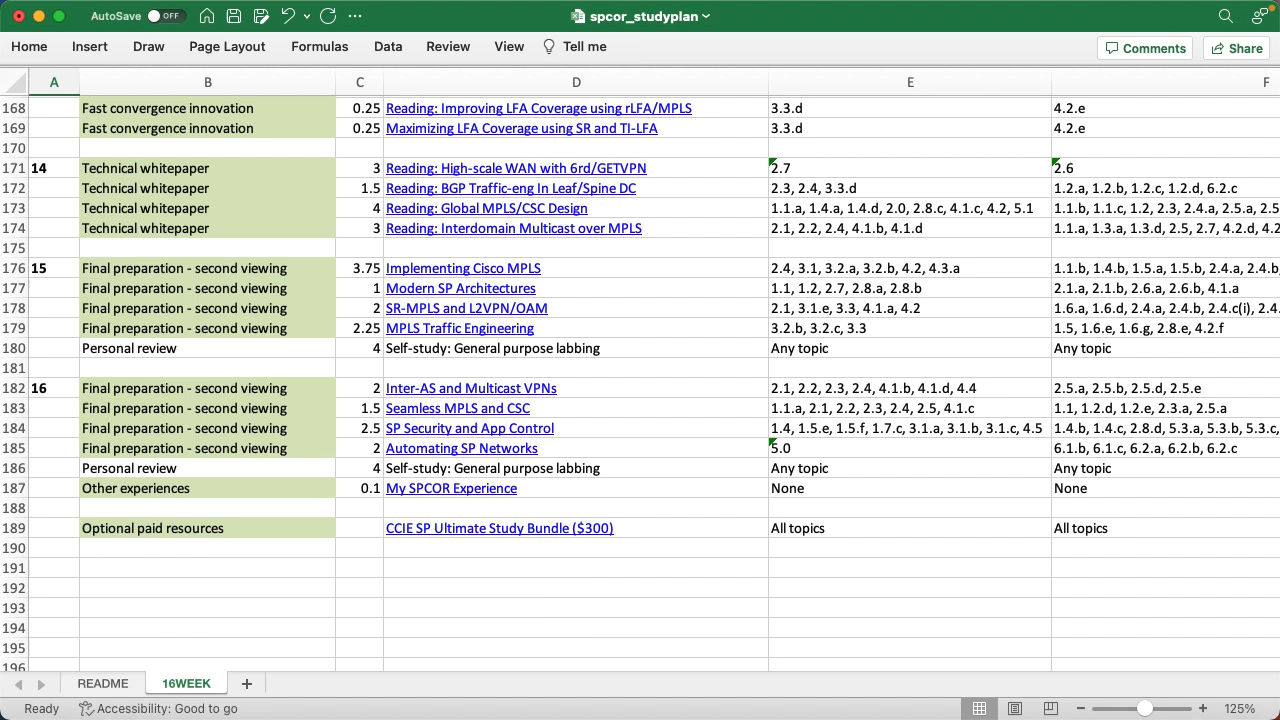 AutoSave OFF spcor_studyplan
Home Insert Draw Page Layout Formulas Data Review View Tell me Comments Share
A B C D E F
168 Fast convergence innovation 0.25 Reading: Improving LFA Coverage using rLFA/MPLS 3.3.d 4.2.e
169 Fast convergence innovation 0.25 Maximizing LFA Coverage using SR and TI-LFA 3.3.d 4.2.e
170
171 14 Technical whitepaper 3 Reading: High-scale WAN with 6rd/GETVPN 2.7 2.6
172 Technical whitepaper 1.5 Reading: BGP Traffic-eng In Leaf/Spine DC 2.3, 2.4, 3.3.d 1.2.a, 1.2.b, 1.2.c, 1.2.d, 6.2.c
173 Technical whitepaper 4 Reading: Global MPLS/CSC Design 1.1.a, 1.4.a, 1.4.d, 2.0, 2.8.c, 4.1.c, 4.2, 5.1 1.1.b, 1.1.c, 1.2, 2.3, 2.4.a, 2.5.a, 2.5
174 Technical whitepaper 3 Reading: Interdomain Multicast over MPLS 2.1, 2.2, 2.4, 4.1.b, 4.1.d 1.1.a, 1.3.a, 1.3.d, 2.5, 2.7, 4.2.d, 4.2
175
176 15 Final preparation - second viewing 3.75 Implementing Cisco MPLS 2.4, 3.1, 3.2.a, 3.2.b, 4.2, 4.3.a 1.1.b, 1.4.b, 1.5.a, 1.5.b, 2.4.a, 2.4.b
177 Final preparation - second viewing 1 Modern SP Architectures 1.1, 1.2, 2.7, 2.8.a, 2.8.b 2.1.a, 2.1.b, 2.6.a, 2.6.b, 4.1.a
178 Final preparation - second viewing 2 SR-MPLS and L2VPN/OAM 2.1, 3.1.e, 3.3, 4.1.a, 4.2 1.6.a, 1.6.d, 2.4.a, 2.4.b, 2.4.c(i), 2.4.
179 Final preparation - second viewing 2.25 MPLS Traffic Engineering 3.2.b, 3.2.c, 3.3 1.5, 1.6.e, 1.6.g, 2.8.e, 4.2.f
180 Personal review 4 Self-study: General purpose labbing Any topic Any topic
181
182 16 Final preparation - second viewing 2 Inter-AS and Multicast VPNs 2.1, 2.2, 2.3, 2.4, 4.1.b, 4.1.d, 4.4 2.5.a, 2.5.b, 2.5.d, 2.5.e
183 Final preparation - second viewing 1.5 Seamless MPLS and CSC 1.1.a, 2.1, 2.2, 2.3, 2.4, 2.5, 4.1.c 1.1, 1.2.d, 1.2.e, 2.3.a, 2.5.a
184 Final preparation - second viewing 2.5 SP Security and App Control 1.4, 1.5.e, 1.5.f, 1.7.c, 3.1.a, 3.1.b, 3.1.c, 4.5 1.4.b, 1.4.c, 2.8.d, 5.3.a, 5.3.b, 5.3.c,
185 Final preparation - second viewing 2 Automating SP Networks 5.0 6.1.b, 6.1.c, 6.2.a, 6.2.b, 6.2.c
186 Personal review 4 Self-study: General purpose labbing Any topic Any topic
187 Other experiences 0.1 My SPCOR Experience None None
188
189 Optional paid resources CCIE SP Ultimate Study Bundle ($300) All topics All topics
190
191
192
193
194
195
196
README 16WEEK +
Ready Accessibility: Good to go 125%